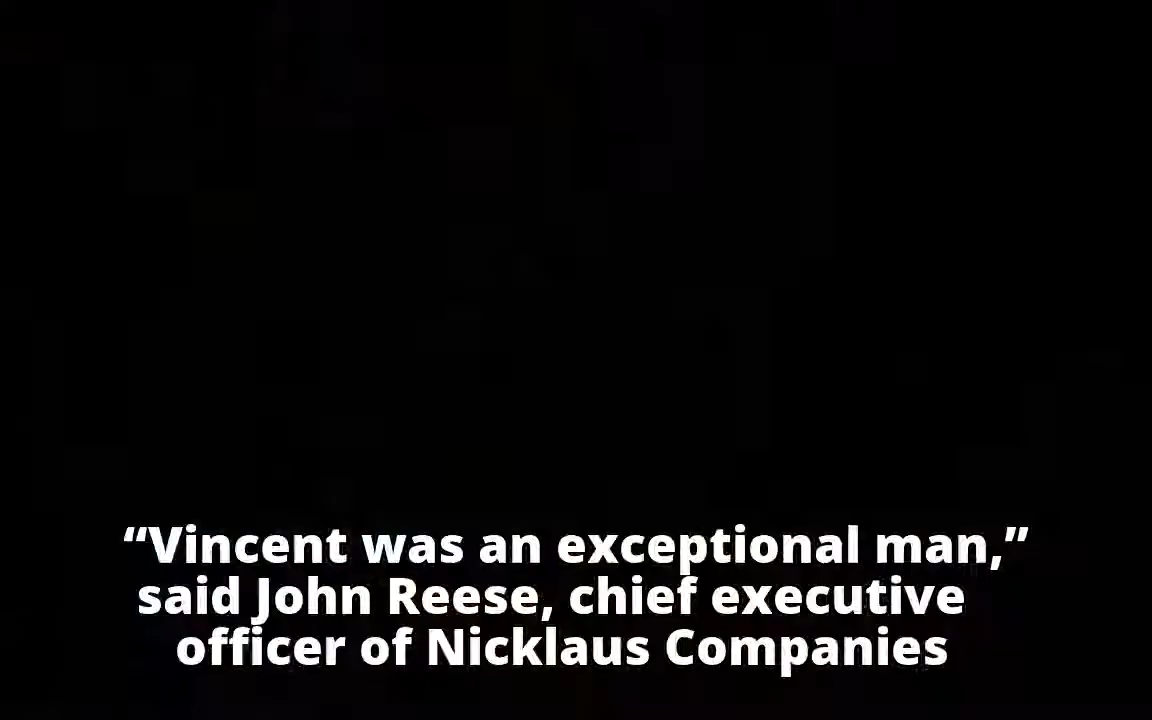 “Vincent was an exceptional man,”
said John Reese, chief executive
officer of Nicklaus Companies